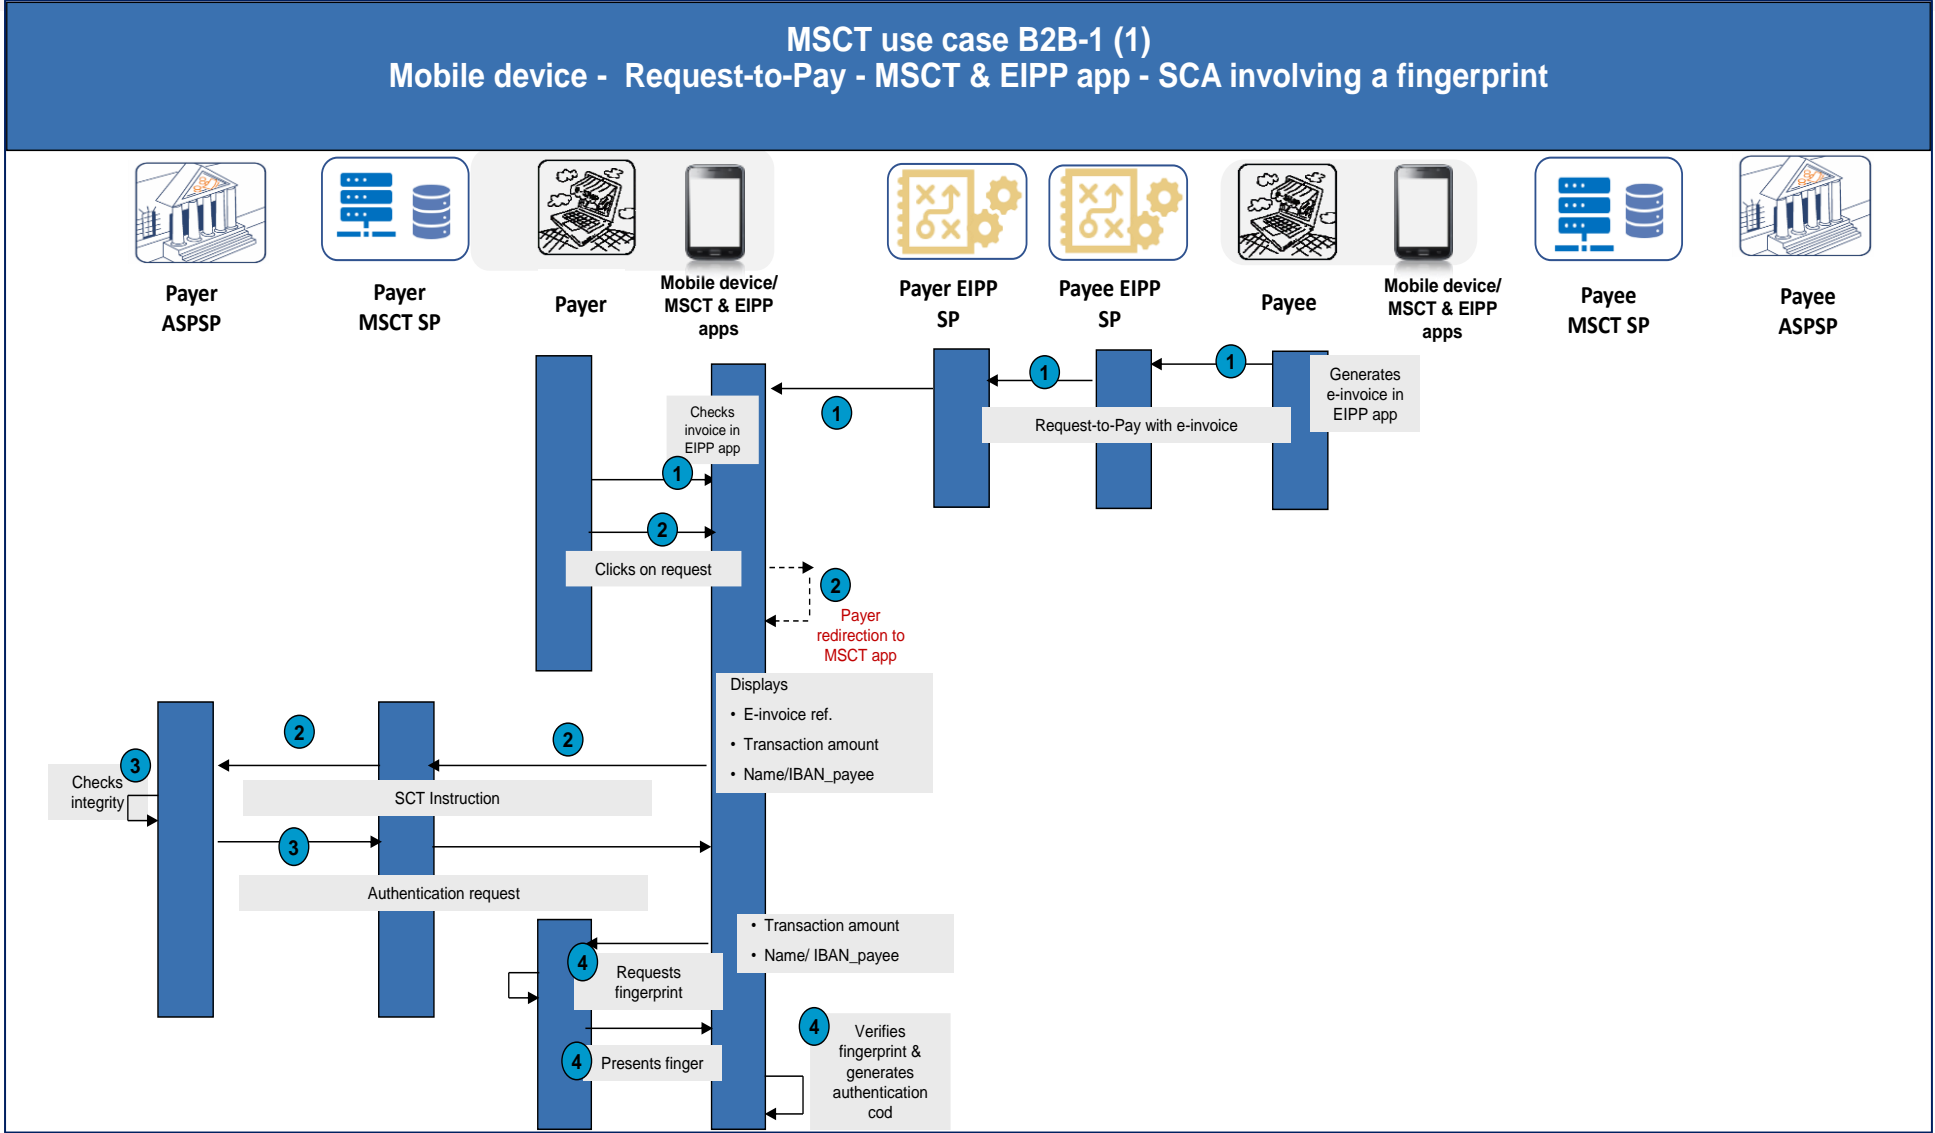 MSCT use case B2B-1 (1)
Mobile device -  Request-to-Pay - MSCT & EIPP app - SCA involving a fingerprint
Payer
ASPSP
Payer
MSCT SP
Payer
Mobile device/
MSCT & EIPP
apps
Payer EIPP
SP
Payee EIPP
SP
Payee
Mobile device/
MSCT & EIPP
apps
Payee
MSCT SP
Payee
ASPSP
1
1
1
Generates
e-invoice in
EIPP app
Request-to-Pay with e-invoice
Checks
invoice in
EIPP app
1
2
Clicks on request
2
Payer
redirection to
MSCT app
Displays
• E-invoice ref.
• Transaction amount
• Name/IBAN_payee
2
2
3
Checks
integrity
SCT Instruction
3
Authentication request
• Transaction amount
• Name/ IBAN_payee
4
Requests
fingerprint
4
Presents finger
4
Verifies
fingerprint &
generates
authentication
cod